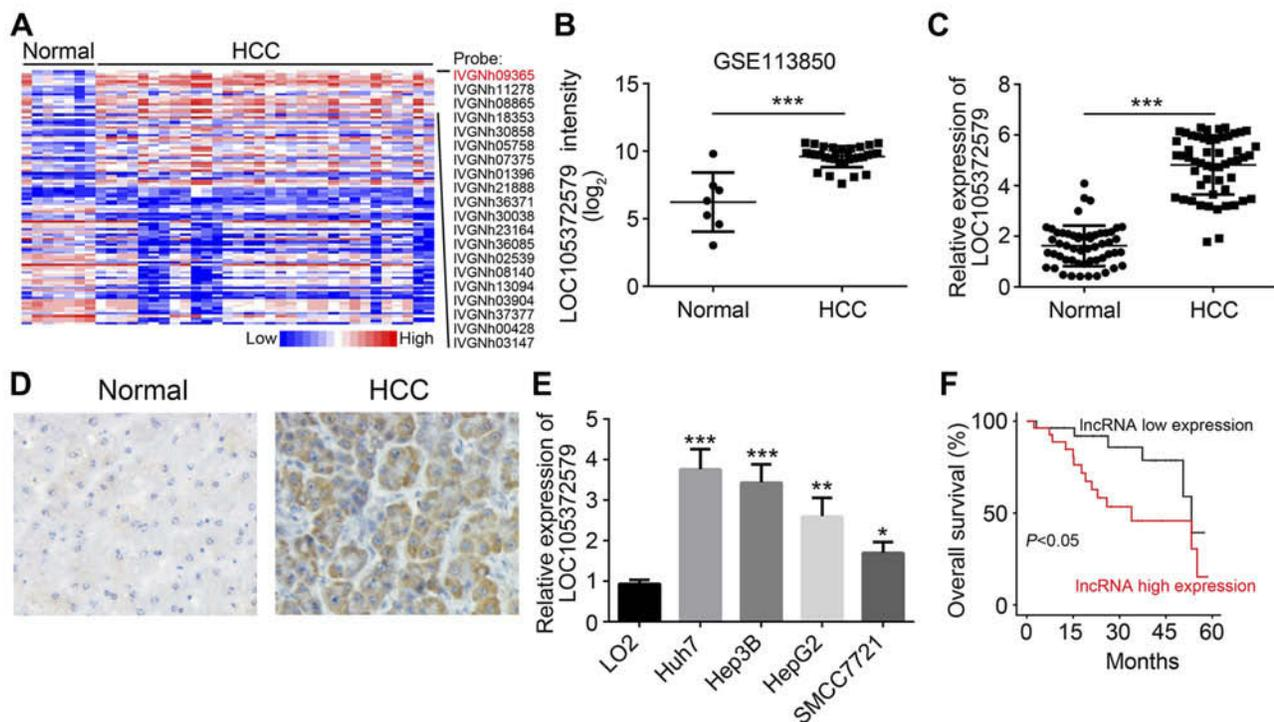 A
Normal
HCC
Probe:
IVGNh09365
IVGNh11278
IVGNh08865
IVGNh18353
IVGNh30858
IVGNh05758
IVGNh07375
IVGNh01396
IVGNh21888
IVGNh36371
IVGNh30038
IVGNh23164
IVGNh36085
IVGNh02539
IVGNh08140
IVGNh13094
IVGNh03904
IVGNh37377
IVGNh00428
IVGNh03147
Low
High
B
GSE113850
LOC105372579 intensity
(log2)
15
10
5
0
***
Normal
HCC
C
Relative expression of
LOC105372579
8
6
4
2
0
***
Normal
HCC
D
Normal
HCC
E
Relative expression of
LOC105372579
5
4
3
2
1
0
***
***
**
*
LO2
Huh7
Hep3B
HepG2
SMCC7721
F
Overall survival (%)
100
50
0
lncRNA low expression
P<0.05
lncRNA high expression
0 15 30 45 60
Months